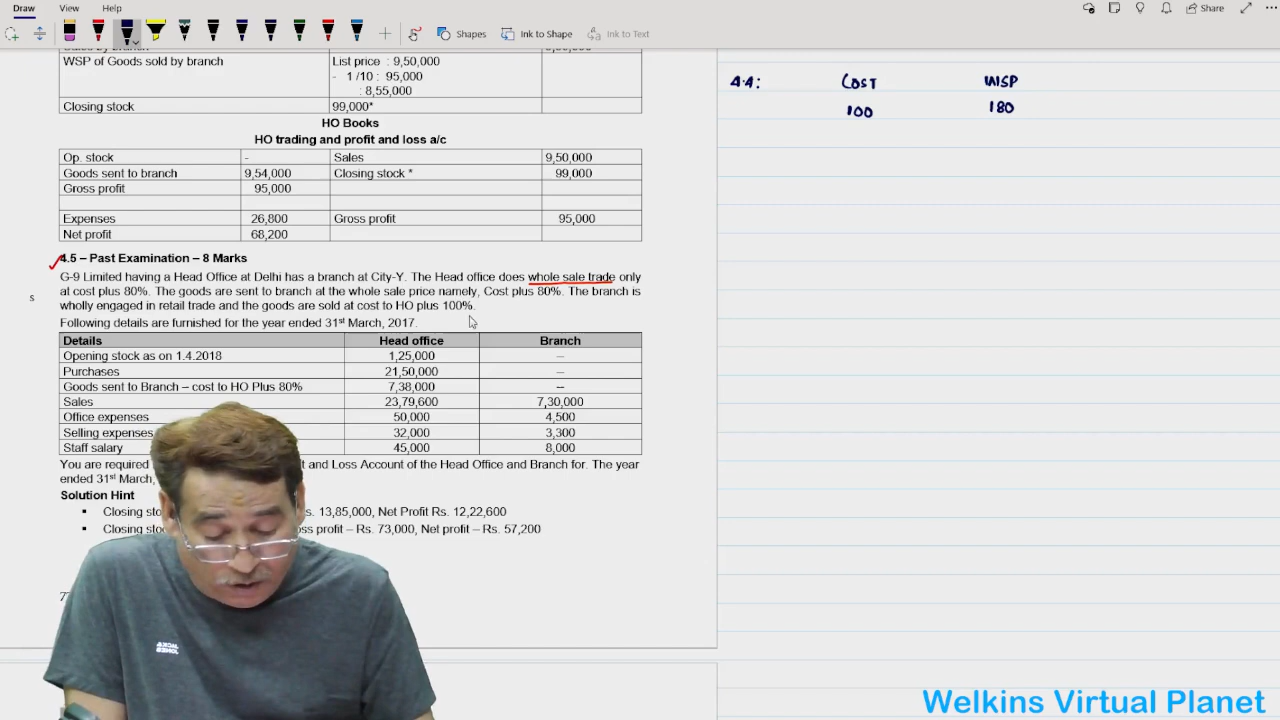 Draw View Help
Share
Shapes Ink to Shape Ink to Text
WSP of Goods sold by branch List price : 9,50,000
- 1 /10 : 95,000
: 8,55,000
Closing stock 99,000*
HO Books
HO trading and profit and loss a/c
Op. stock - Sales 9,50,000
Goods sent to branch 9,54,000 Closing stock * 99,000
Gross profit 95,000
Expenses 26,800 Gross profit 95,000
Net profit 68,200
4.5 – Past Examination – 8 Marks
G-9 Limited having a Head Office at Delhi has a branch at City-Y. The Head office does whole sale trade only
at cost plus 80%. The goods are sent to branch at the whole sale price namely, Cost plus 80%. The branch is
s
wholly engaged in retail trade and the goods are sold at cost to HO plus 100%.
Following details are furnished for the year ended 31st March, 2017.
Details Head office Branch
Opening stock as on 1.4.2018 1,25,000 –
Purchases 21,50,000 –
Goods sent to Branch – cost to HO Plus 80% 7,38,000 --
Sales 23,79,600 7,30,000
Office expenses 50,000 4,500
Selling expenses 32,000 3,300
Staff salary 45,000 8,000
You are required t and Loss Account of the Head Office and Branch for. The year
ended 31st March,
Solution Hint
▪ Closing sto s. 13,85,000, Net Profit Rs. 12,22,600
▪ Closing sto oss profit – Rs. 73,000, Net profit – Rs. 57,200
4.4: COST WSP
100 180
Welkins Virtual Planet